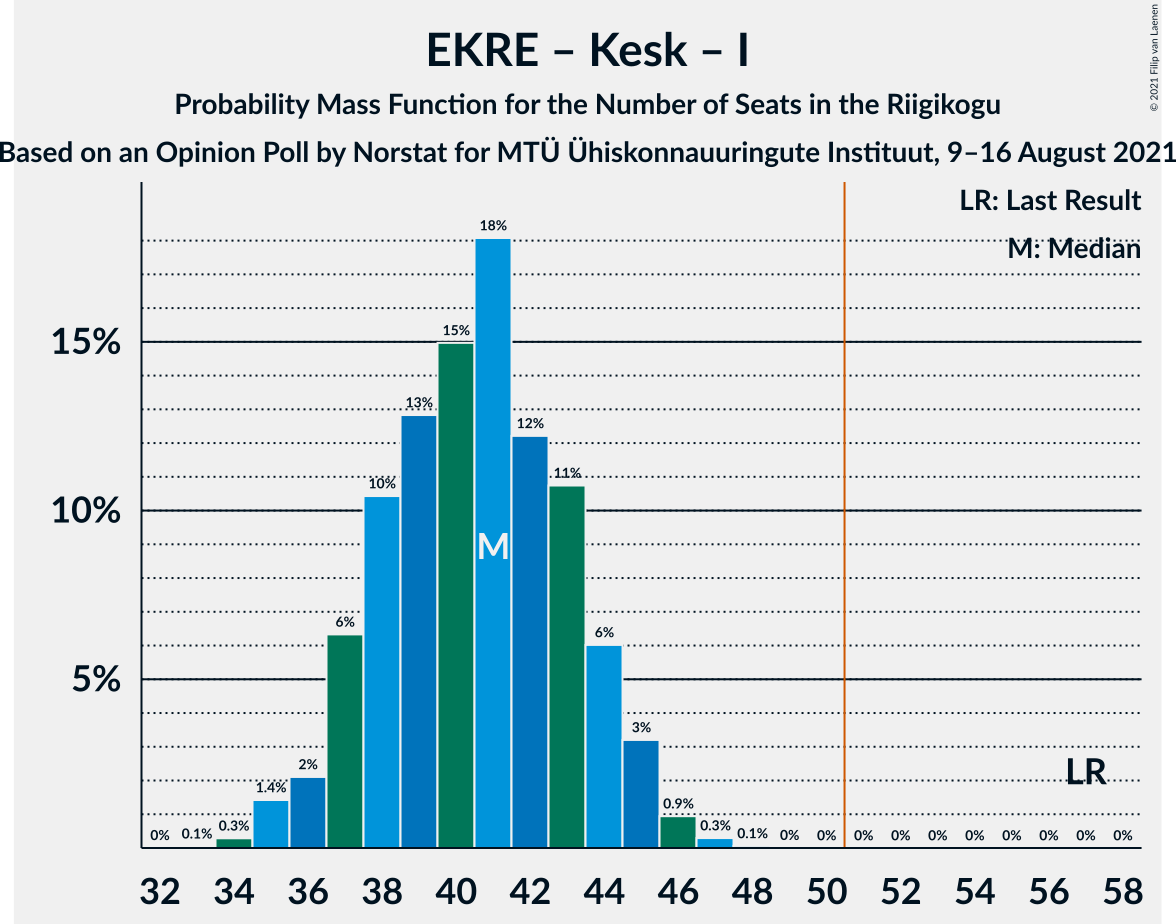 EKRE – Kesk – I
Probability Mass Function for the Number of Seats in the Riigikogu
Based on an Opinion Poll by Norstat for MTÜ Ühiskonnauuringute Instituut, 9–16 August 2021
© 2021 Filip van Laenen
LR: Last Result
M: Median
15%
10%
5%
0% 0.1% 0.3% 1.4% 2% 6% 10% 13% 15% 18% 12% 11% 6% 3% 0.9% 0.3% 0.1% 0% 0% 0% 0% 0% 0% 0% 0% 0% 0%
M
LR
32 34 36 38 40 42 44 46 48 50 52 54 56 58